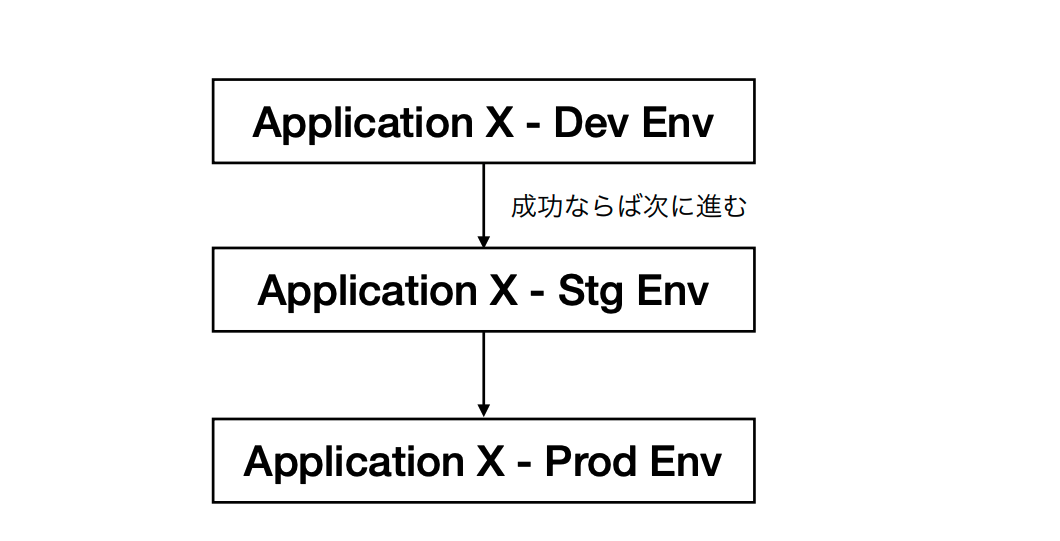 Application X - Dev Env
成功ならば次に進む
Application X - Stg Env
Application X - Prod Env